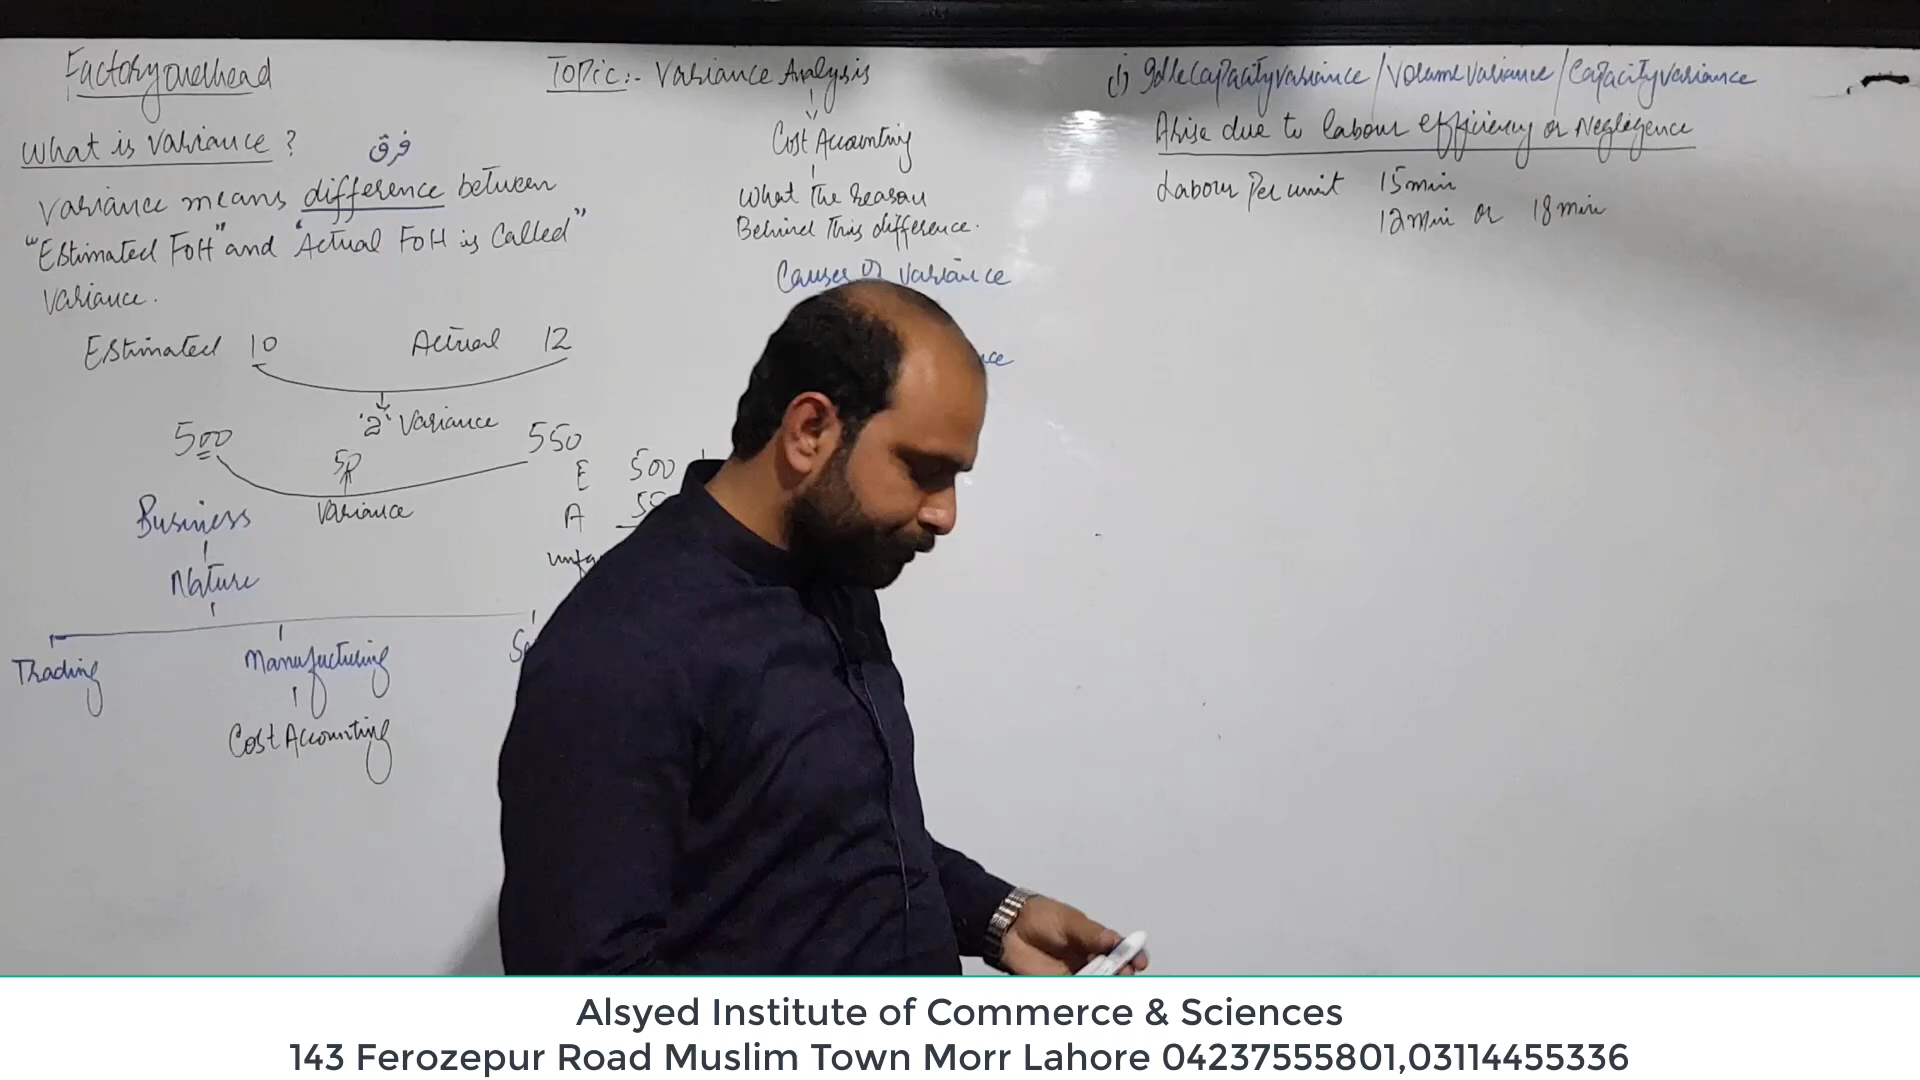 Factory overhead
What is variance ?
فرق
variance means difference between
"Estimated FoH" and 'Actual FoH is Called"
variance.
Estimated 10 Actual 12
'2' variance
500 550
50
variance
Business
Nature
Trading Manufacturing
Cost Accounting
Topic:- Variance Analysis
Cost Accounting
What the reason
Behind This difference.
Causes of variance
E 500
A
(1) Idle Capacity variance / Volume variance / Capacity variance
Arise due to labour efficiency or Neglegence
Labour Per unit 15 min
12 min or 18 min
Alsyed Institute of Commerce & Sciences
143 Ferozepur Road Muslim Town Morr Lahore 04237555801,03114455336